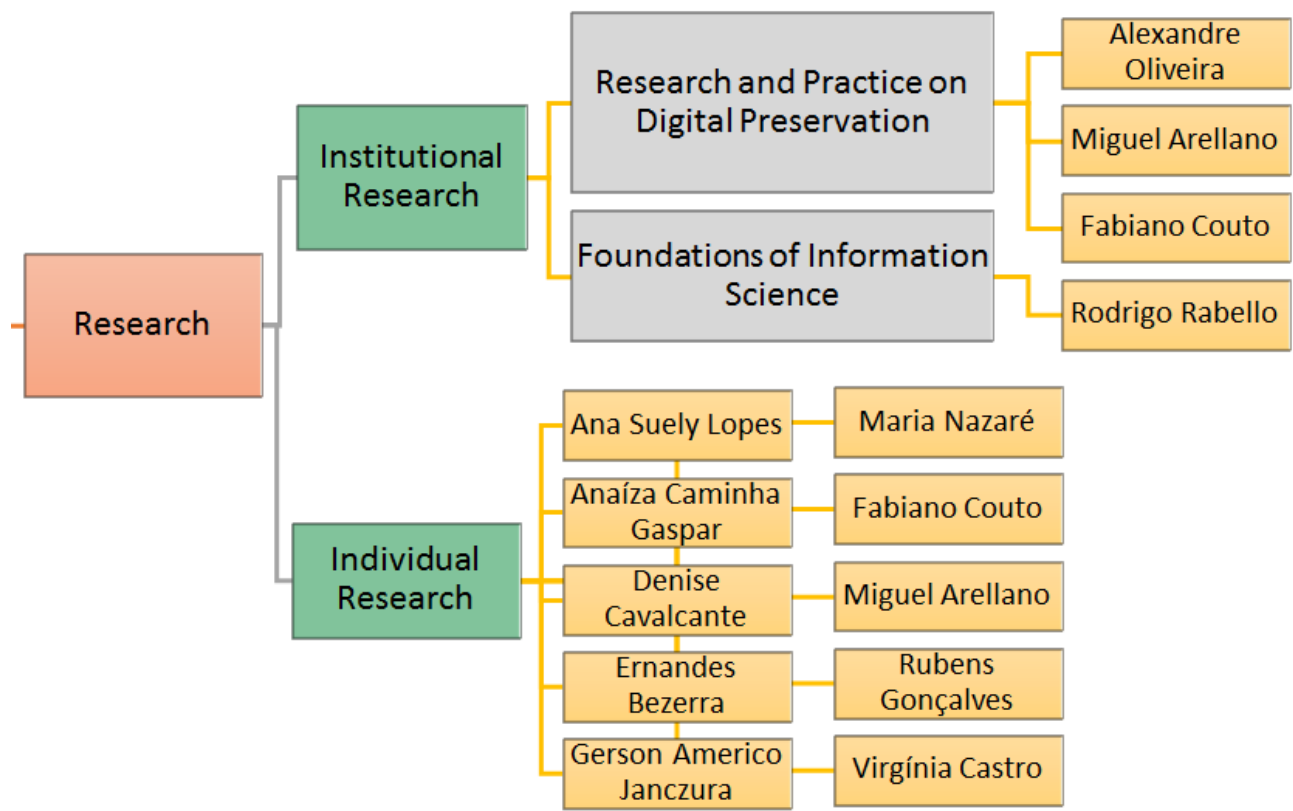 Research
Institutional
Research
Research and Practice on
Digital Preservation
Alexandre
Oliveira
Miguel Arellano
Fabiano Couto
Foundations of Information
Science
Rodrigo Rabello
Individual
Research
Ana Suely Lopes
Maria Nazaré
Anaíza Caminha
Gaspar
Fabiano Couto
Denise
Cavalcante
Miguel Arellano
Ernandes
Bezerra
Rubens
Gonçalves
Gerson Americo
Janczura
Virgínia Castro